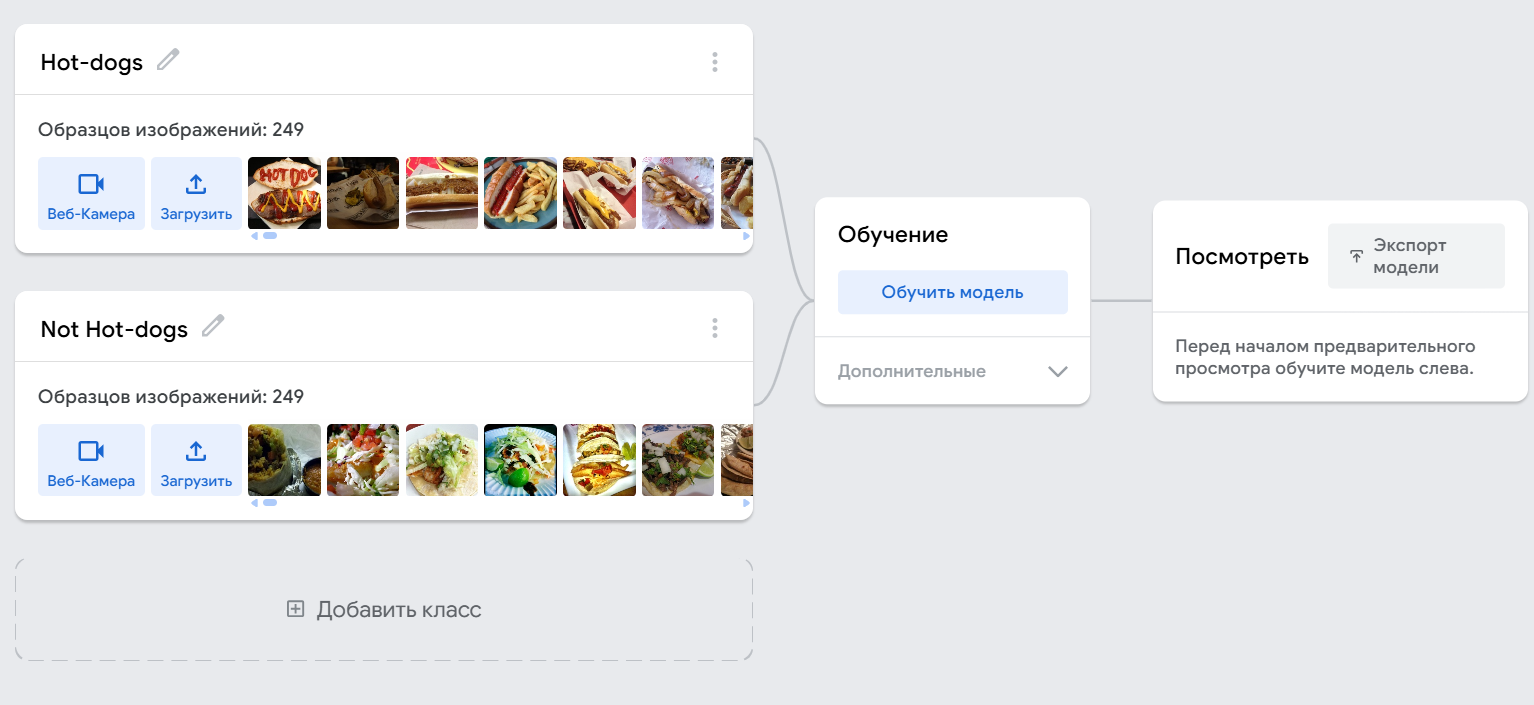 Hot-dogs
Образцов изображений: 249
Веб-Камера
Загрузить
HOT DOG
Not Hot-dogs
Образцов изображений: 249
Веб-Камера
Загрузить
Добавить класс
Обучение
Обучить модель
Дополнительные
Посмотреть
Экспорт
модели
Перед началом предварительного
просмотра обучите модель слева.